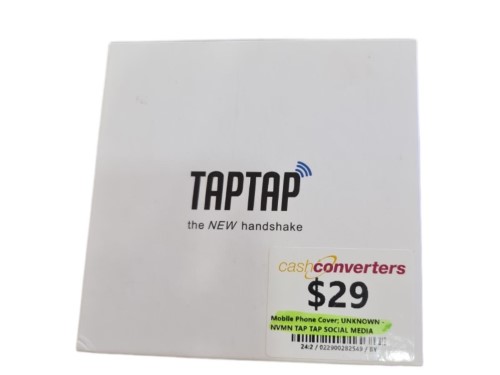 TAPTAP
the NEW handshake
cashconverters
$29
Mobile Phone Cover; UNKNOWN -
NVMN TAP TAP SOCIAL MEDIA